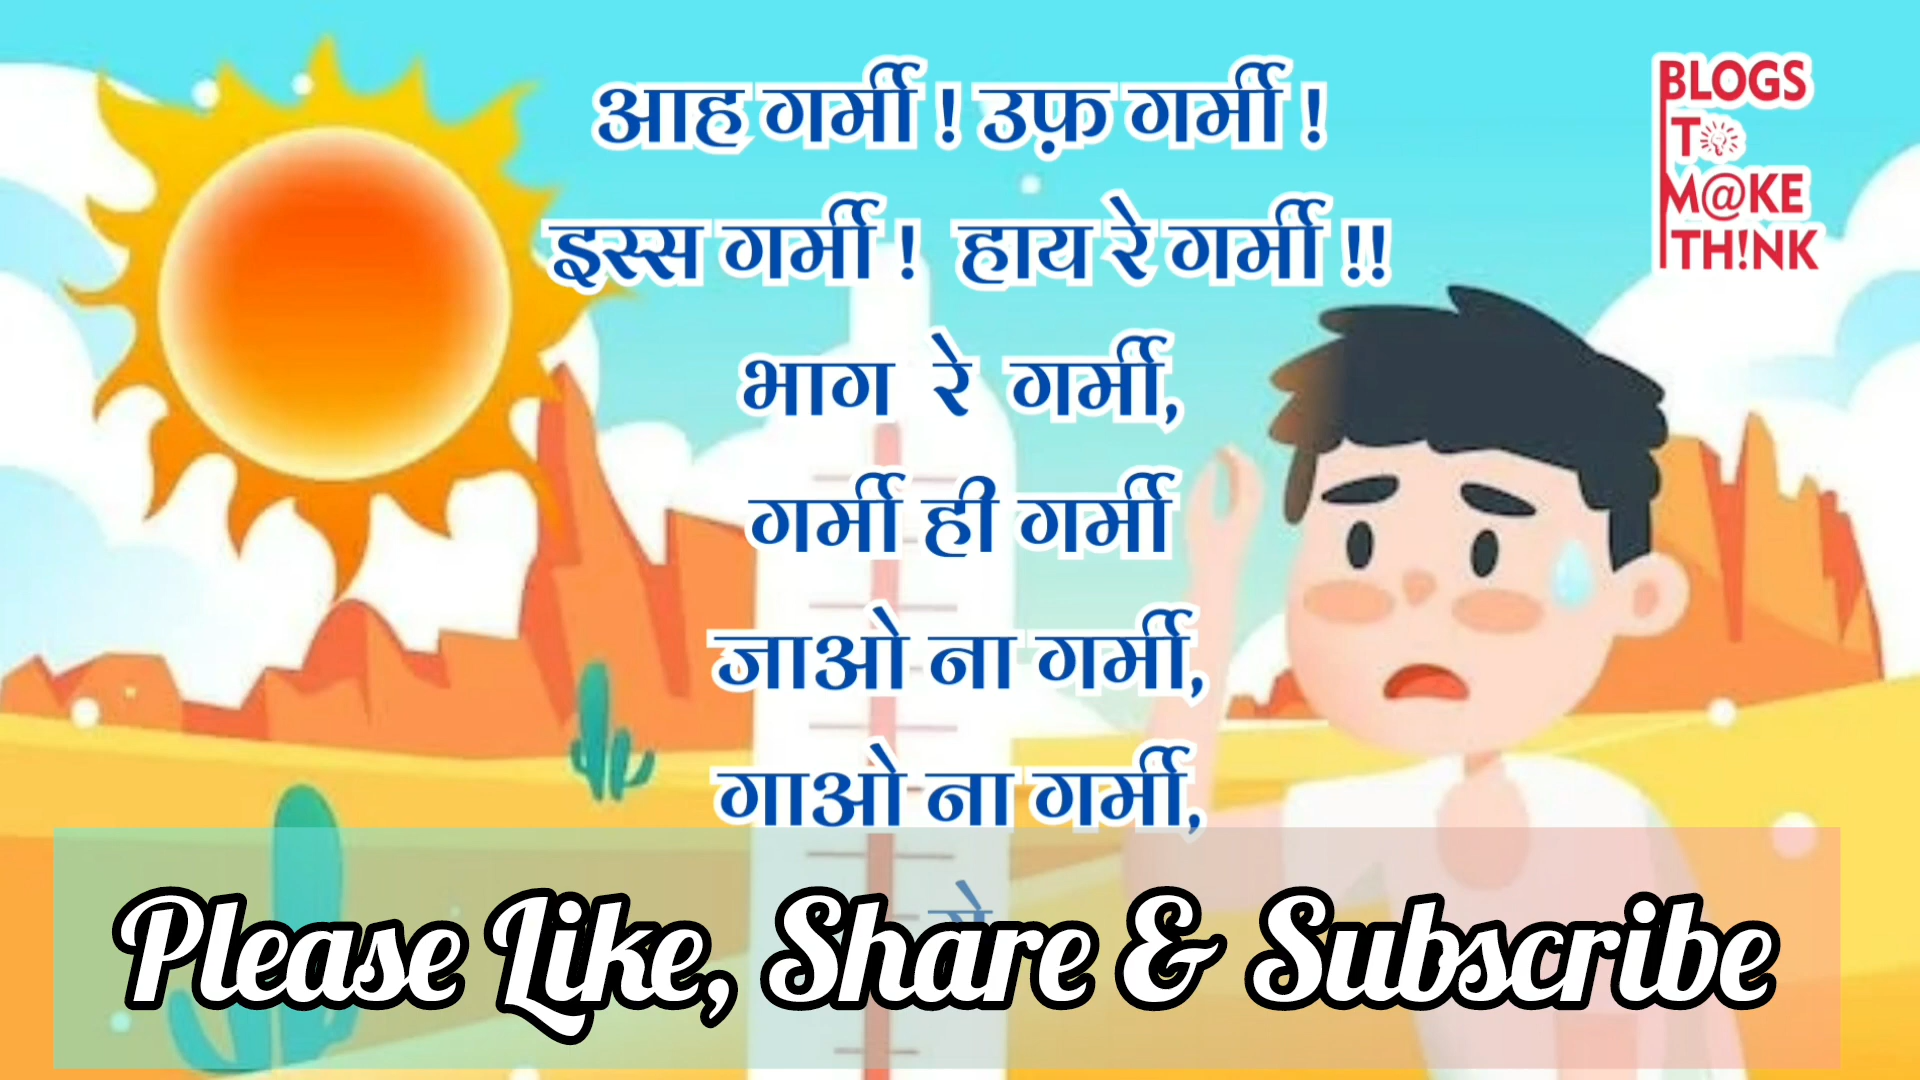 आह गर्मी ! उफ़ गर्मी !
इस्स गर्मी ! हाय रे गर्मी !!
भाग रे गर्मी,
गर्मी ही गर्मी
जाओ ना गर्मी,
गाओ ना गर्मी,
Please Like, Share & Subscribe
BLOGS
TO
M@KE
TH!NK